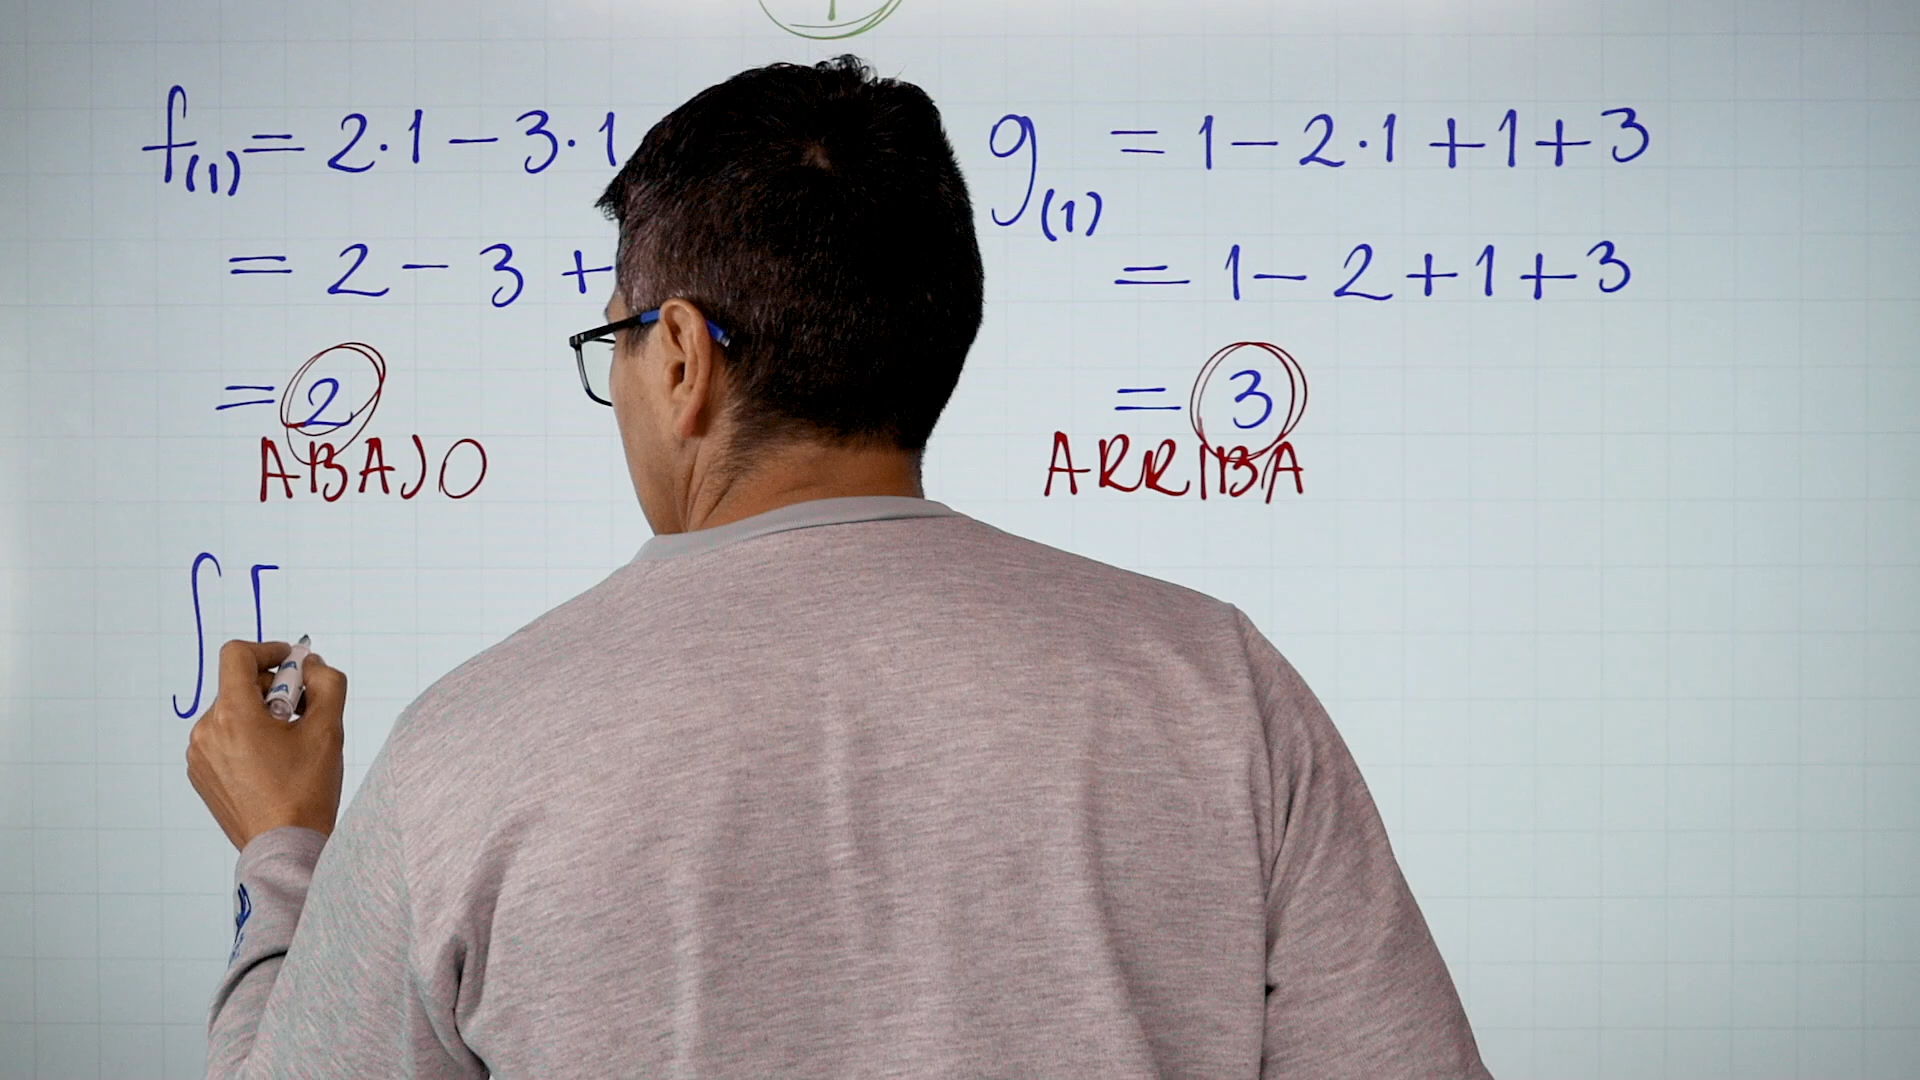 f(1) = 2·1 − 3·1
= 2 − 3 +
= 2
ABAJO
g(1) = 1 − 2·1 + 1 + 3
= 1 − 2 + 1 + 3
= 3
ARRIBA
∫ [